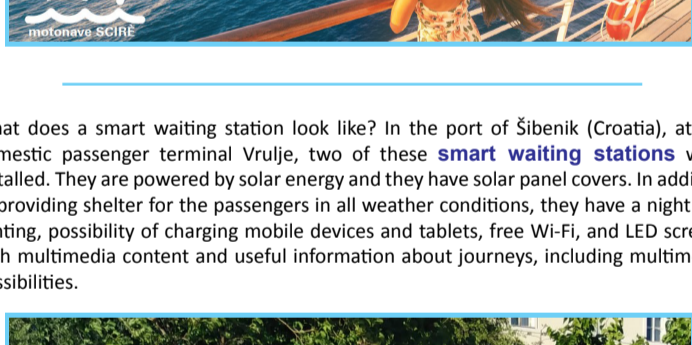 motonave SCIRÈ
at does a smart waiting station look like? In the port of Šibenik (Croatia), at
mestic passenger terminal Vrulje, two of these smart waiting stations
talled. They are powered by solar energy and they have solar panel covers. In addi
providing shelter for the passengers in all weather conditions, they have a night
ting, possibility of charging mobile devices and tablets, free Wi-Fi, and LED scre
h multimedia content and useful information about journeys, including multim
ssibilities.